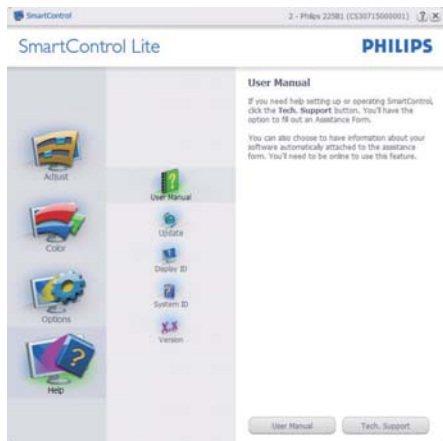 SmartControl
2 - Philips 225B1 (CS30715000001)
SmartControl Lite
PHILIPS
Adjust
Color
Options
Help
User Manual
Update
Display ID
System ID
Version
User Manual
If you need help setting up or operating SmartControl,
click the Tech. Support button. You'll have the
option to fill out an Assistance Form.
You can also choose to have information about your
software automatically attached to the assistance
form. You'll need to be online to use this feature.
User Manual
Tech. Support